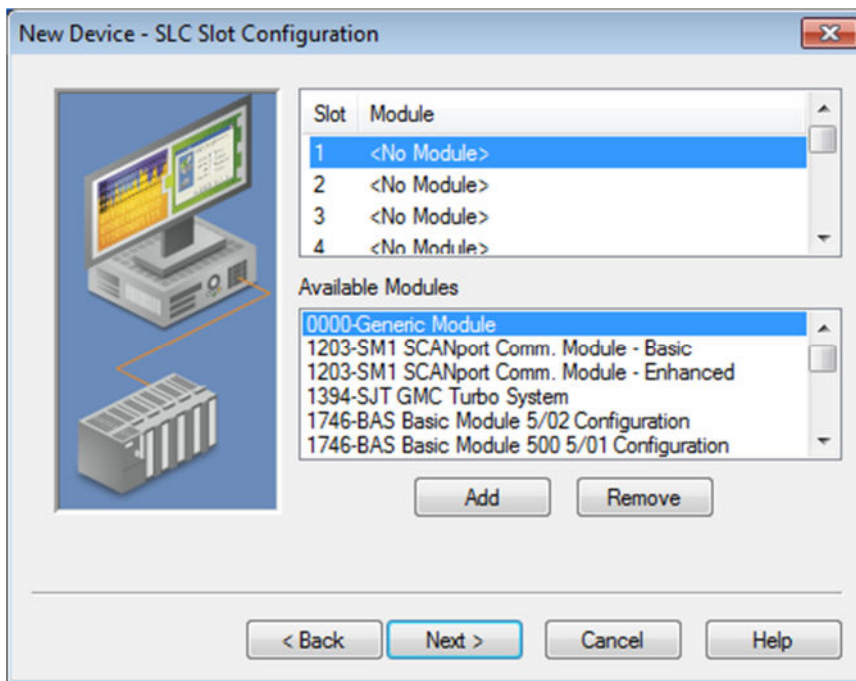 New Device - SLC Slot Configuration
Slot Module
1 <No Module>
2 <No Module>
3 <No Module>
4 <No Module>
Available Modules
0000-Generic Module
1203-SM1 SCANport Comm. Module - Basic
1203-SM1 SCANport Comm. Module - Enhanced
1394-SJT GMC Turbo System
1746-BAS Basic Module 5/02 Configuration
1746-BAS Basic Module 500 5/01 Configuration
Add Remove
< Back Next > Cancel Help